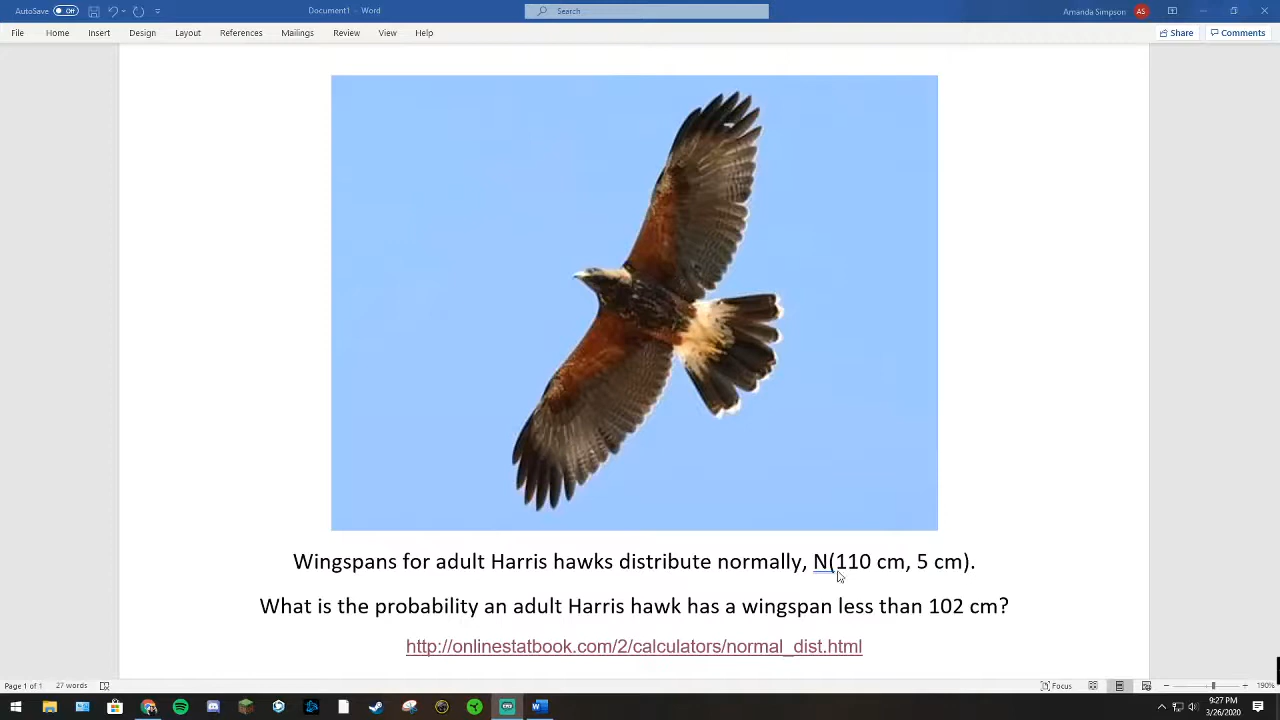 AutoSave Off Document1 - Word Search Amanda Simpson AS
File Home Insert Design Layout References Mailings Review View Help Share Comments
Wingspans for adult Harris hawks distribute normally, N(110 cm, 5 cm).
What is the probability an adult Harris hawk has a wingspan less than 102 cm?
http://onlinestatbook.com/2/calculators/normal_dist.html
Page 1 of 1 27 words Focus 190%
9:27 PM
3/26/2020